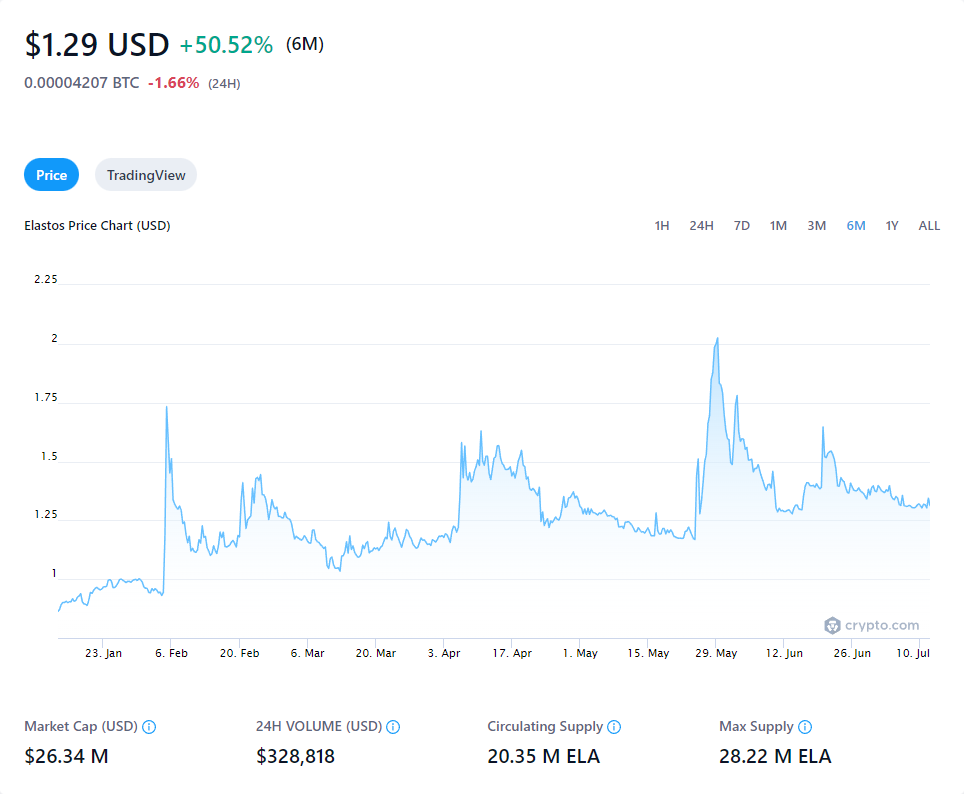 $1.29 USD +50.52% (6M)
0.00004207 BTC -1.66% (24H)
Price TradingView
Elastos Price Chart (USD) 1H 24H 7D 1M 3M 6M 1Y ALL
2.25
2
1.75
1.5
1.25
1
crypto.com
23. Jan 6. Feb 20. Feb 6. Mar 20. Mar 3. Apr 17. Apr 1. May 15. May 29. May 12. Jun 26. Jun 10. Jul
Market Cap (USD) 24H VOLUME (USD) Circulating Supply Max Supply
$26.34 M $328,818 20.35 M ELA 28.22 M ELA